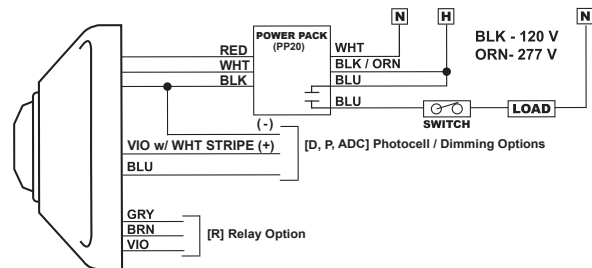 N H N
POWER PACK
(PP20)
BLK - 120 V
ORN- 277 V
RED WHT
WHT BLK / ORN
BLK BLU
BLU
SWITCH
LOAD
(-)
[D, P, ADC] Photocell / Dimming Options
VIO w/ WHT STRIPE (+)
BLU
GRY
BRN
VIO
[R] Relay Option